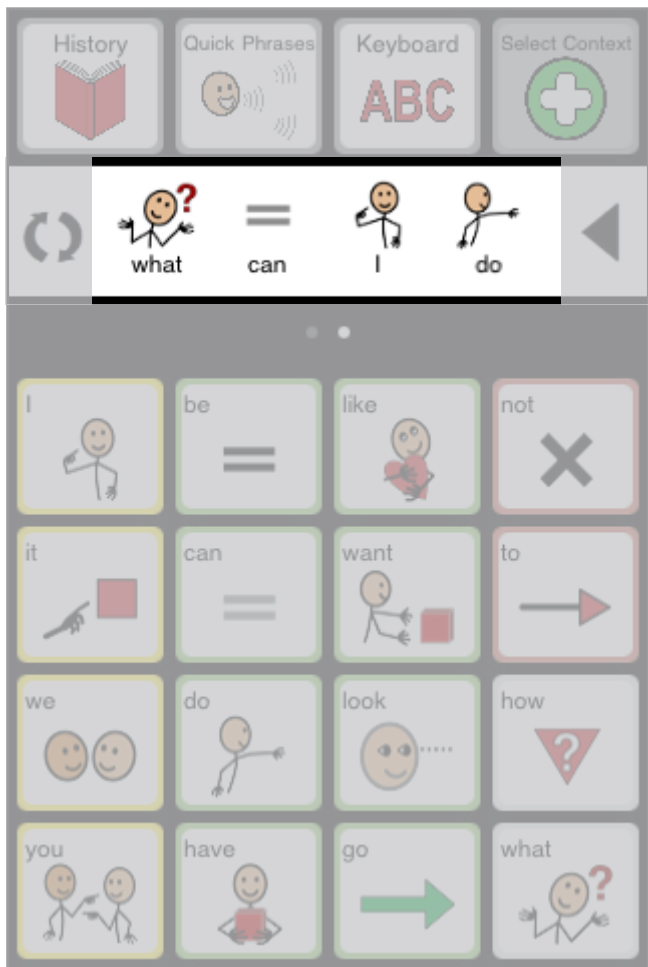 History Quick Phrases Keyboard Select Context
ABC
?
what can I do
I be like not
it can want to
we do look how
?
you have go what
?